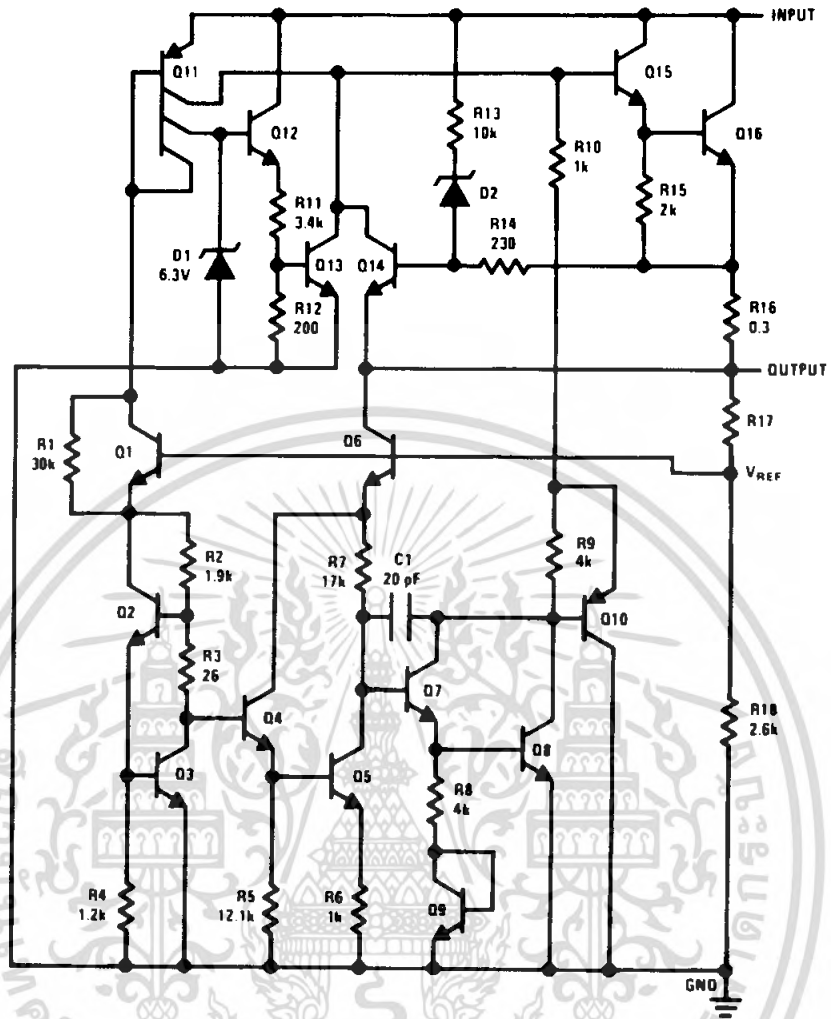 INPUT
Q11
Q15
Q12
R13
10k
R10
1k
Q16
D2
R15
2k
R11
3.4k
R14
230
D1
6.3V
Q13
Q14
R12
200
R16
0.3
OUTPUT
R1
30k
Q1
Q6
R17
VREF
R2
1.9k
R7
17k
C1
20 pF
R9
4k
Q2
Q10
R3
26
Q4
Q7
Q8
R18
2.6k
Q3
Q5
R8
4k
R4
1.2k
R5
12.1k
R6
1k
Q9
GND